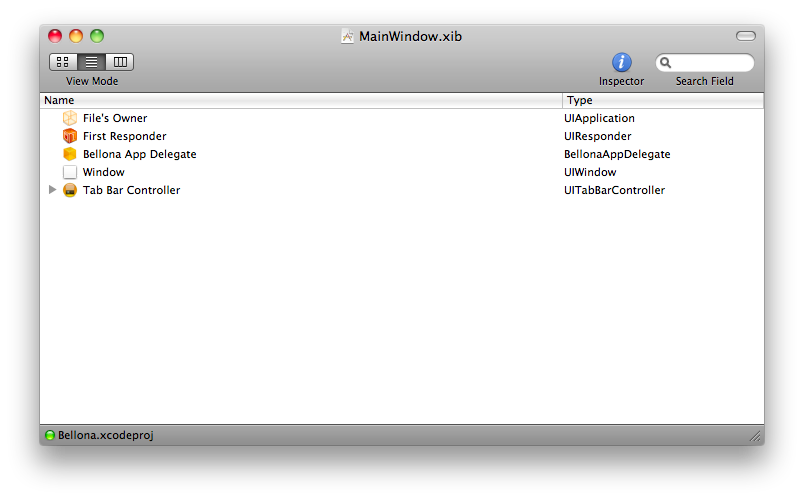 MainWindow.xib
View Mode
Inspector
Search Field
Name Type
File's Owner UIApplication
First Responder UIResponder
Bellona App Delegate BellonaAppDelegate
Window UIWindow
Tab Bar Controller UITabBarController
Bellona.xcodeproj